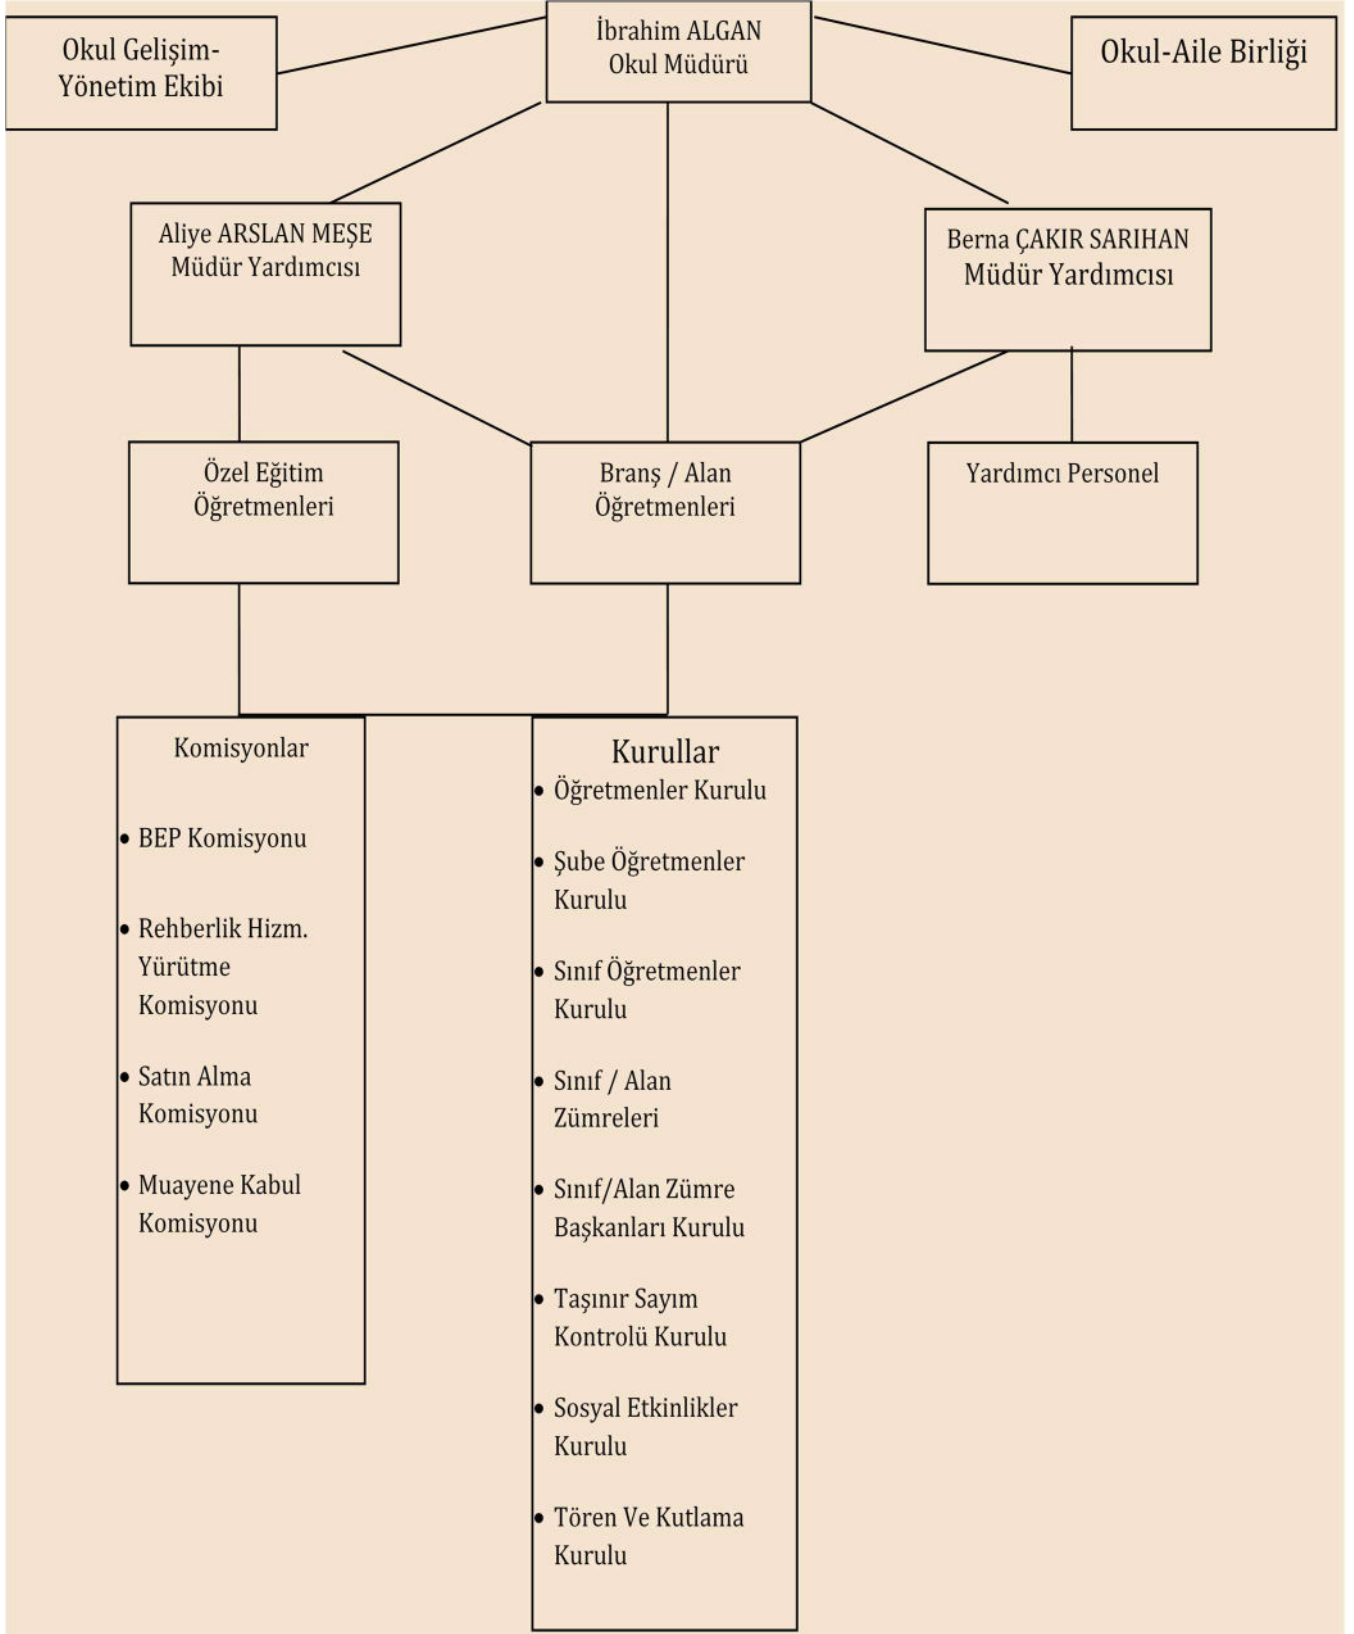 Okul Gelişim-
Yönetim Ekibi
İbrahim ALGAN
Okul Müdürü
Okul-Aile Birliği
Aliye ARSLAN MEŞE
Müdür Yardımcısı
Berna ÇAKIR SARIHAN
Müdür Yardımcısı
Özel Eğitim
Öğretmenleri
Branş / Alan
Öğretmenleri
Yardımcı Personel
Komisyonlar
• BEP Komisyonu
• Rehberlik Hizm.
Yürütme
Komisyonu
• Satın Alma
Komisyonu
• Muayene Kabul
Komisyonu
Kurullar
• Öğretmenler Kurulu
• Şube Öğretmenler
Kurulu
• Sınıf Öğretmenler
Kurulu
• Sınıf / Alan
Zümreleri
• Sınıf/Alan Zümre
Başkanları Kurulu
• Taşınır Sayım
Kontrolü Kurulu
• Sosyal Etkinlikler
Kurulu
• Tören Ve Kutlama
Kurulu